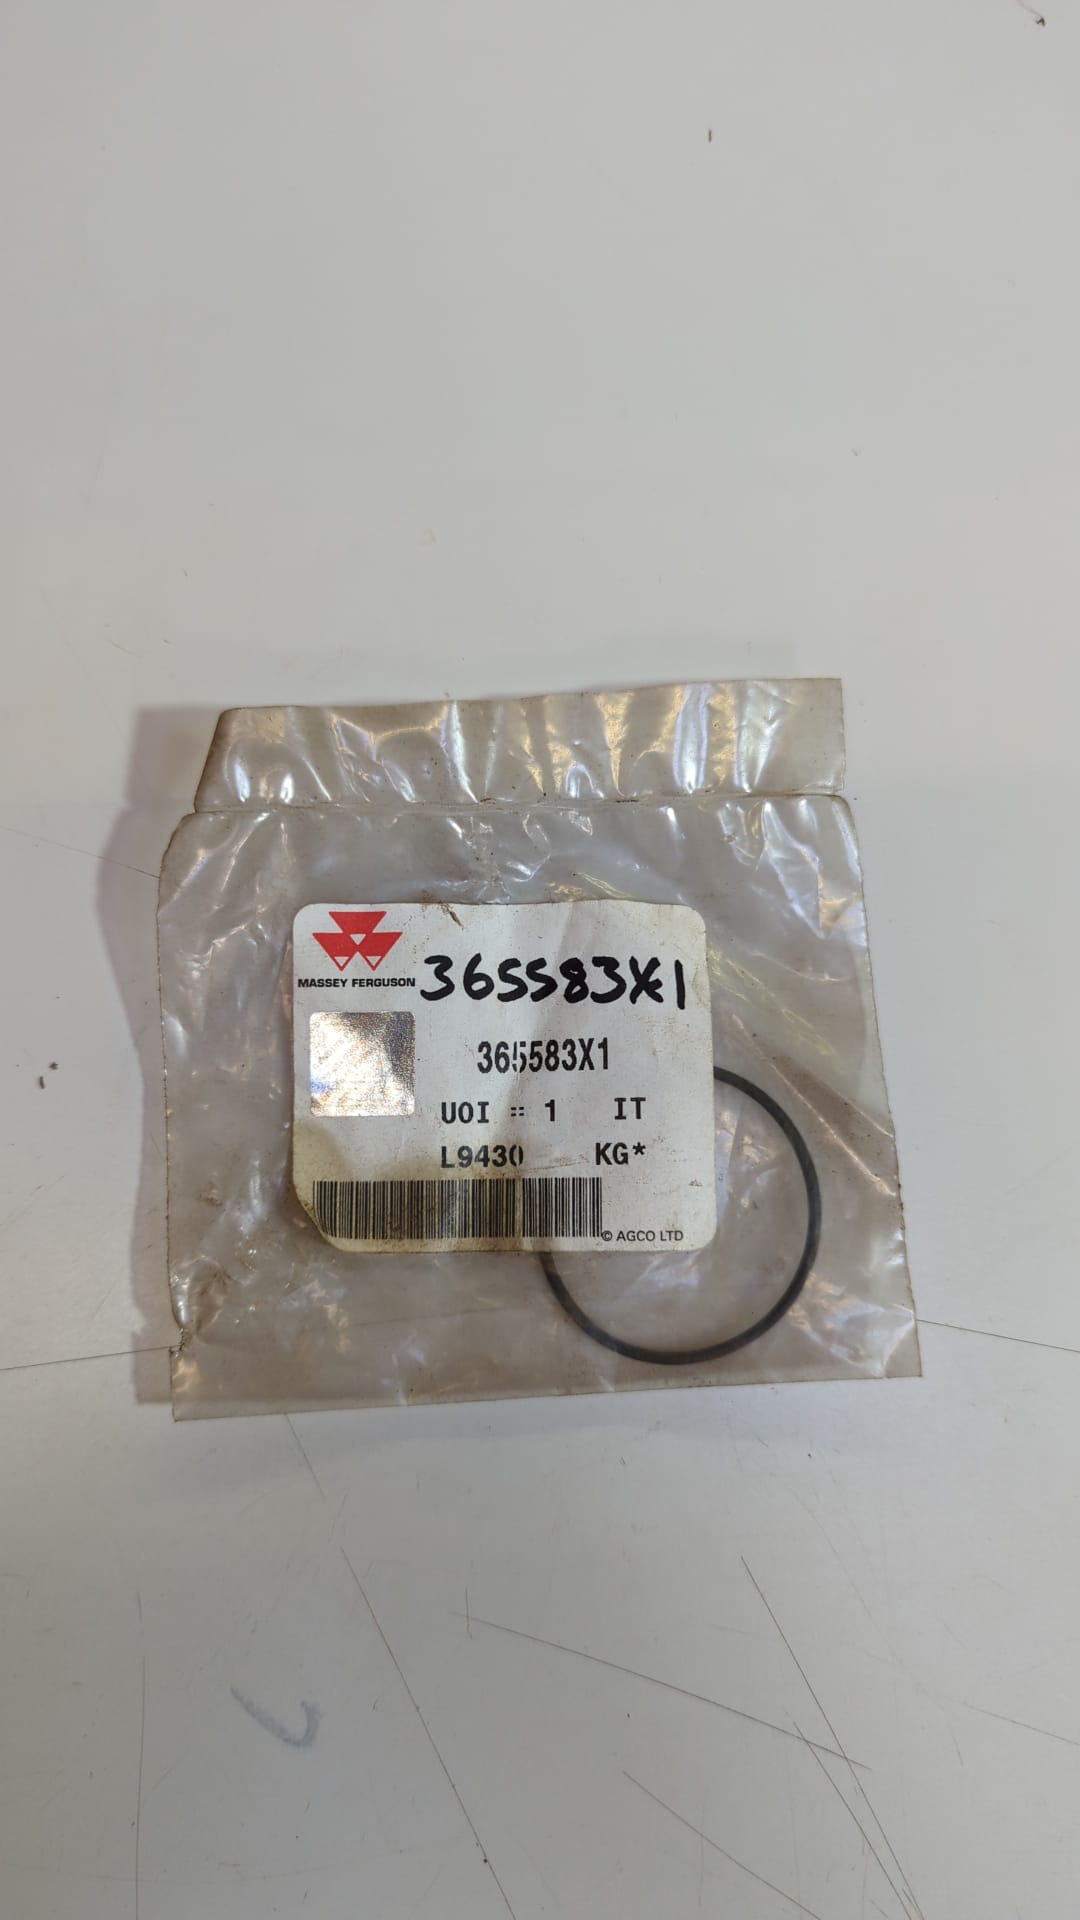 MASSEY FERGUSON
365583X1
365583X1
UOI = 1 IT
L9430 KG*
© AGCO LTD